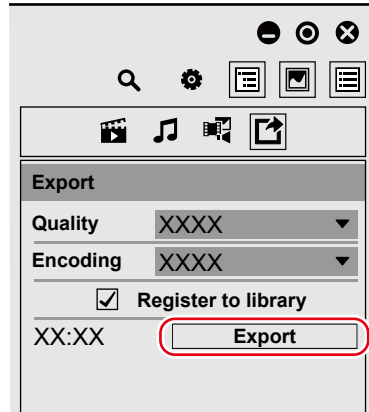 Export
Quality XXXX
Encoding XXXX
Register to library
XX:XX Export